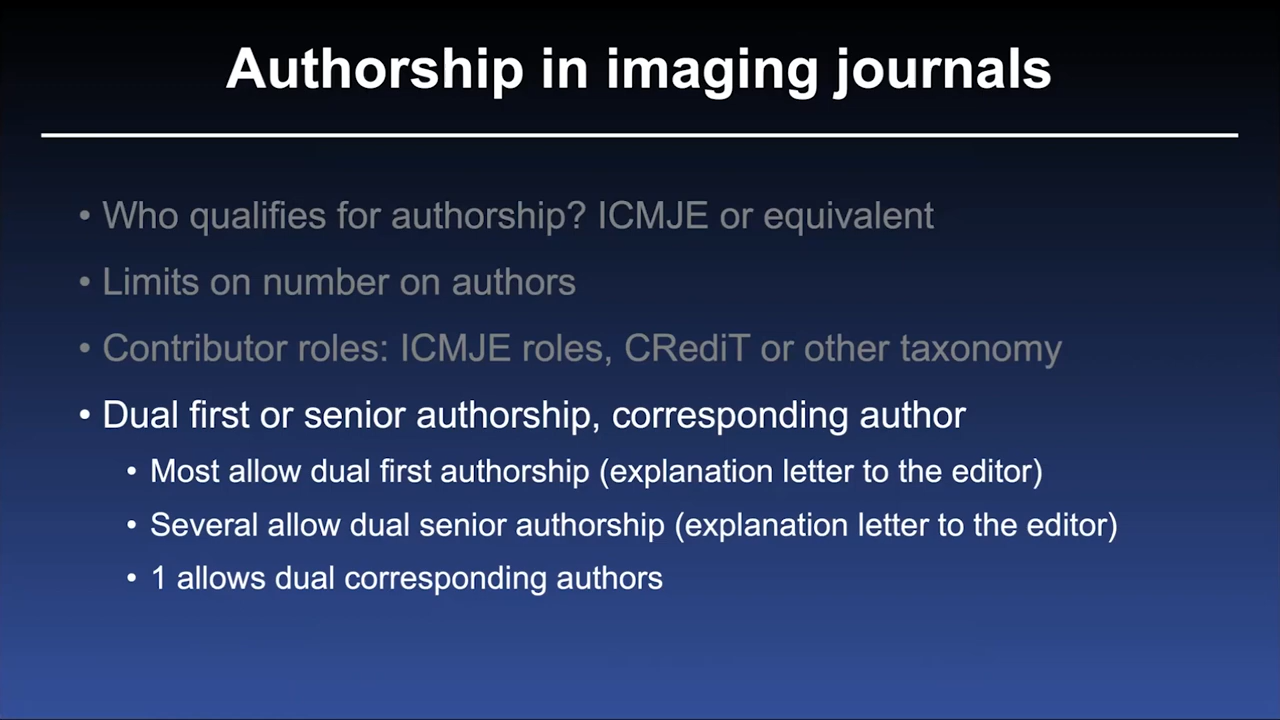 Authorship in imaging journals
• Who qualifies for authorship? ICMJE or equivalent
• Limits on number on authors
• Contributor roles: ICMJE roles, CRediT or other taxonomy
• Dual first or senior authorship, corresponding author
• Most allow dual first authorship (explanation letter to the editor)
• Several allow dual senior authorship (explanation letter to the editor)
• 1 allows dual corresponding authors